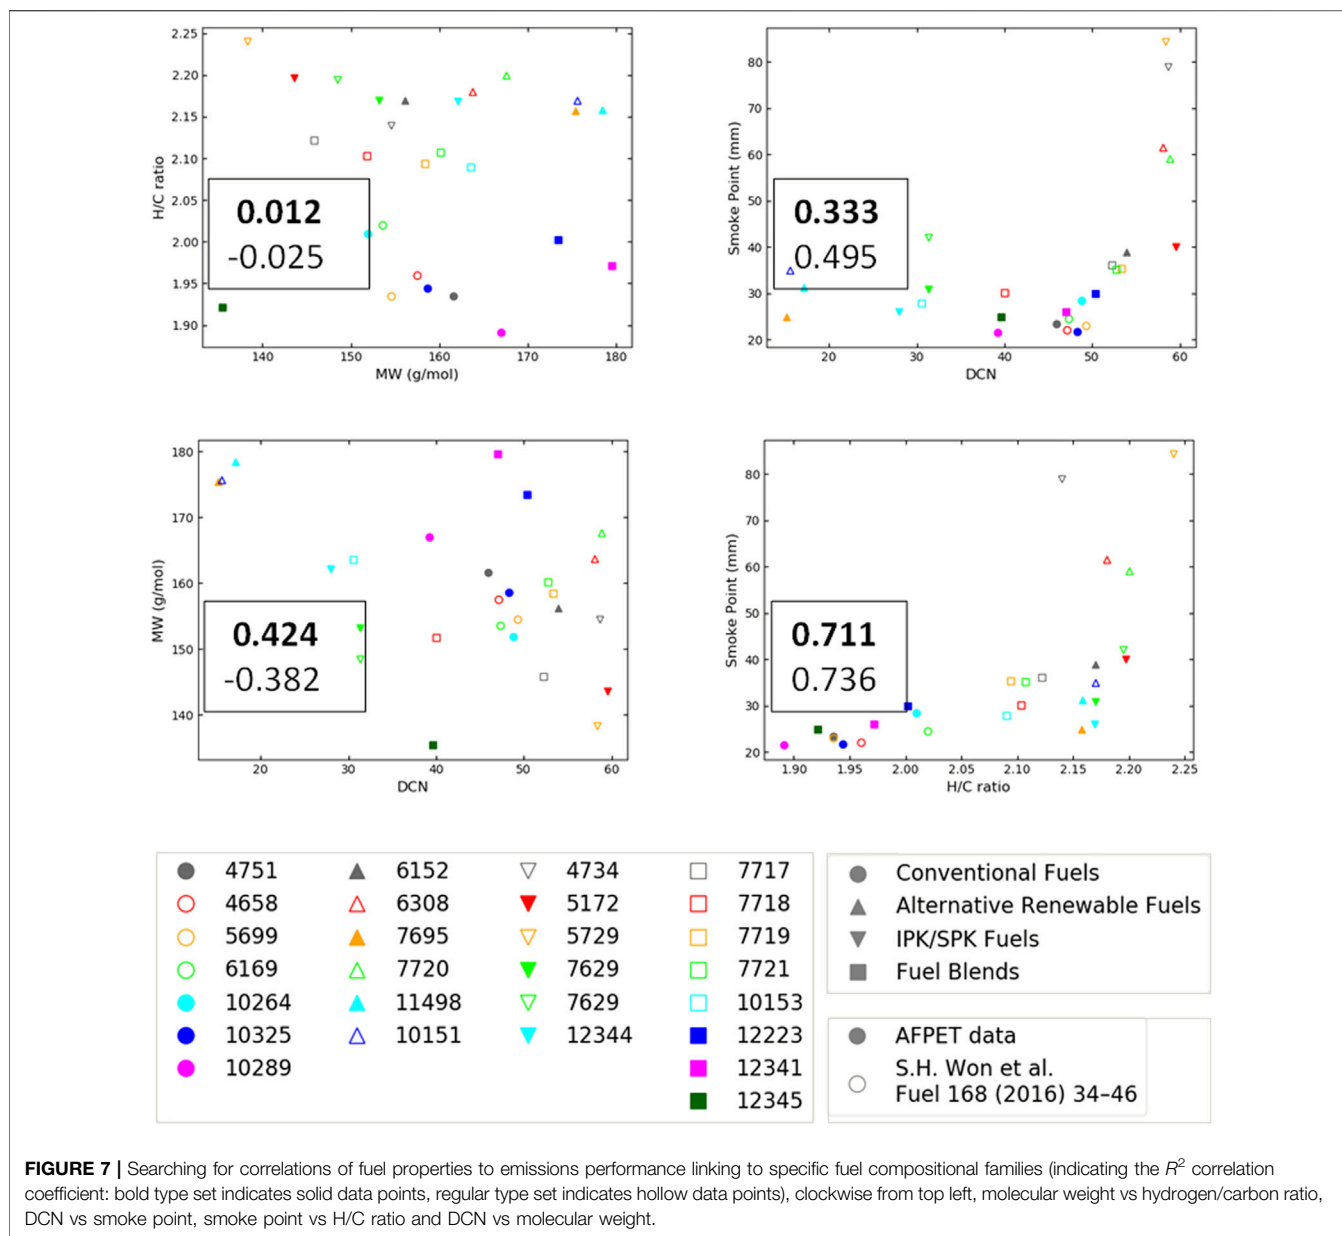 2.25
2.20
2.15
2.10
2.05
2.00
1.95
1.90
H/C ratio
0.012
-0.025
140 150 160 170 180
MW (g/mol)
80
70
60
50
40
30
20
Smoke Point (mm)
0.333
0.495
20 30 40 50 60
DCN
180
170
160
150
140
MW (g/mol)
0.424
-0.382
20 30 40 50 60
DCN
80
70
60
50
40
30
20
Smoke Point (mm)
0.711
0.736
1.90 1.95 2.00 2.05 2.10 2.15 2.20 2.25
H/C ratio
4751 6152 4734 7717
4658 6308 5172 7718
5699 7695 5729 7719
6169 7720 7629 7721
10264 11498 7629 10153
10325 10151 12344 12223
10289 12341
12345
Conventional Fuels
Alternative Renewable Fuels
IPK/SPK Fuels
Fuel Blends
AFPET data
S.H. Won et al.
Fuel 168 (2016) 34–46
FIGURE 7 | Searching for correlations of fuel properties to emissions performance linking to specific fuel compositional families (indicating the R² correlation
coefficient: bold type set indicates solid data points, regular type set indicates hollow data points), clockwise from top left, molecular weight vs hydrogen/carbon ratio,
DCN vs smoke point, smoke point vs H/C ratio and DCN vs molecular weight.